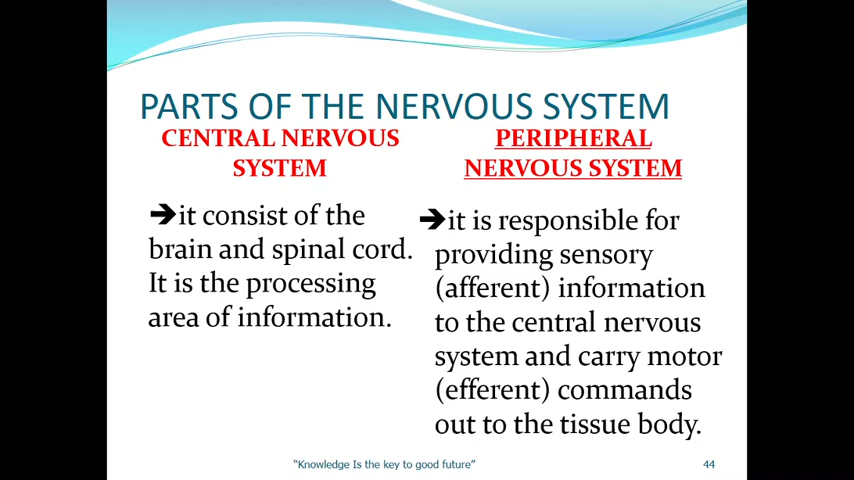 PARTS OF THE NERVOUS SYSTEM
CENTRAL NERVOUS
SYSTEM
➔it consist of the
brain and spinal cord.
It is the processing
area of information.
PERIPHERAL
NERVOUS SYSTEM
➔it is responsible for
providing sensory
(afferent) information
to the central nervous
system and carry motor
(efferent) commands
out to the tissue body.
“Knowledge Is the key to good future”
44